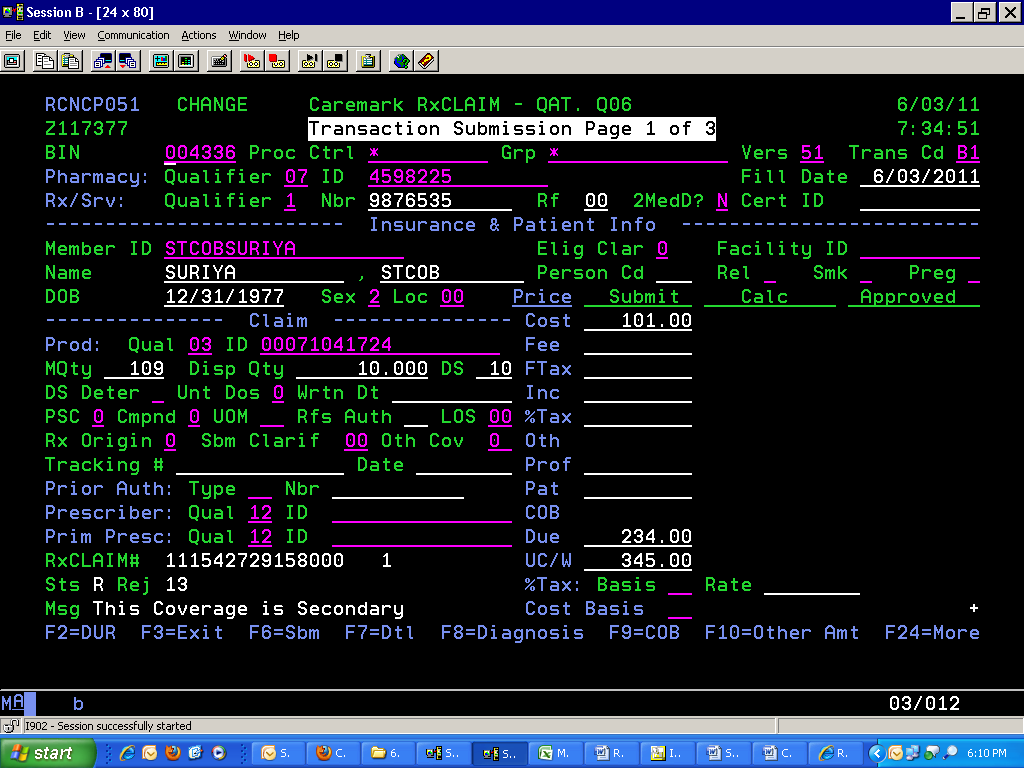 Session B - [24 x 80]
File Edit View Communication Actions Window Help
RCNCP051 CHANGE Caremark RxCLAIM - QAT. Q06 6/03/11
Z117377 Transaction Submission Page 1 of 3 7:34:51
BIN 004336 Proc Ctrl * Grp * Vers 51 Trans Cd B1
Pharmacy: Qualifier 07 ID 4598225 Fill Date 6/03/2011
Rx/Srv: Qualifier 1 Nbr 9876535 Rf 00 2MedD? N Cert ID
------------------------- Insurance & Patient Info -------------------------
Member ID STCOBSURIYA Elig Clar 0 Facility ID
Name SURIYA , STCOB Person Cd Rel Smk Preg
DOB 12/31/1977 Sex 2 Loc 00 Price Submit Calc Approved
--------------- Claim --------------- Cost 101.00
Prod: Qual 03 ID 00071041724 Fee
MQty 109 Disp Qty 10.000 DS 10 FTax
DS Deter Unt Dos 0 Wrtn Dt Inc
PSC 0 Cmpnd 0 UOM Rfs Auth LOS 00 %Tax
Rx Origin 0 Sbm Clarif 00 Oth Cov 0 Oth
Tracking # Date Prof
Prior Auth: Type Nbr Pat
Prescriber: Qual 12 ID COB
Prim Presc: Qual 12 ID Due 234.00
RxCLAIM# 111542729158000 1 UC/W 345.00
Sts R Rej 13 %Tax: Basis Rate
Msg This Coverage is Secondary Cost Basis +
F2=DUR F3=Exit F6=Sbm F7=Dtl F8=Diagnosis F9=COB F10=Other Amt F24=More
MA b 03/012
I902 - Session successfully started
start S. C. 6. S.. S.. M. R. I.. S.. C. R. 6:10 PM